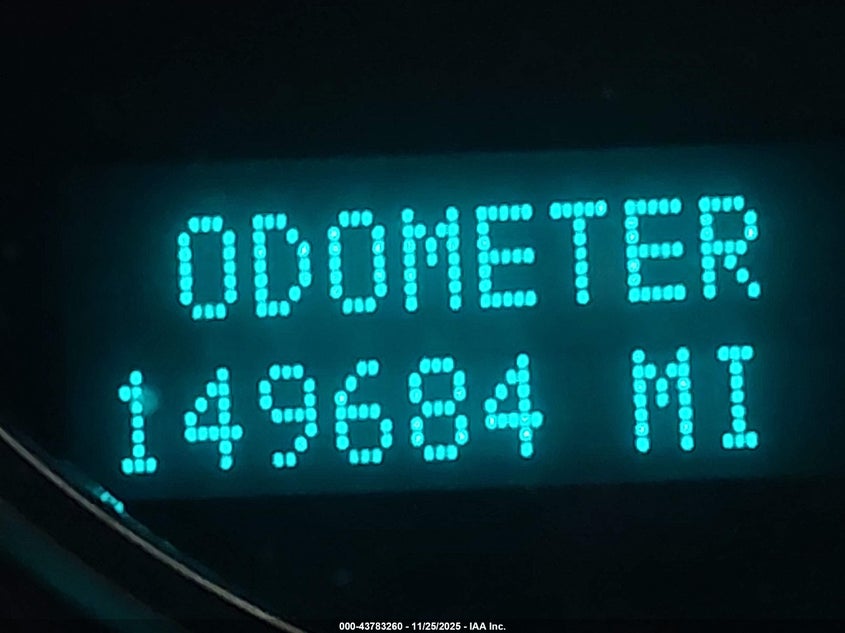 ODOMETER
149684 MI
000-43783260 - 11/25/2025 - IAA Inc.